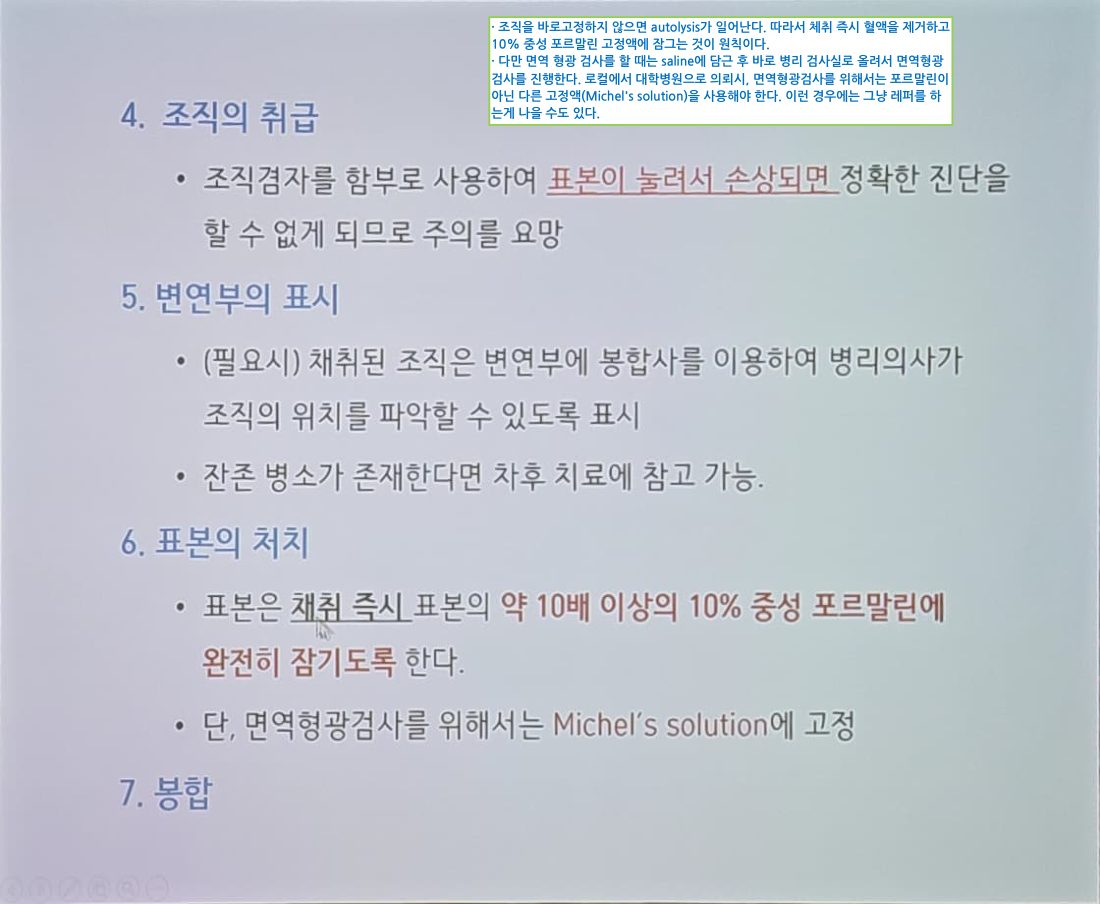 · 조직을 바로고정하지 않으면 autolysis가 일어난다. 따라서 체취 즉시 혈액을 제거하고
10% 중성 포르말린 고정액에 잠그는 것이 원칙이다.
· 다만 면역 형광 검사를 할 때는 saline에 담근 후 바로 병리 검사실로 올려서 면역형광
검사를 진행한다. 로컬에서 대학병원으로 의뢰시, 면역형광검사를 위해서는 포르말린이
아닌 다른 고정액(Michel's solution)을 사용해야 한다. 이런 경우에는 그냥 레퍼를 하
는게 나을 수도 있다.
4. 조직의 취급
• 조직겸자를 함부로 사용하여 표본이 눌려서 손상되면 정확한 진단을
할 수 없게 되므로 주의를 요망
5. 변연부의 표시
• (필요시) 채취된 조직은 변연부에 봉합사를 이용하여 병리의사가
조직의 위치를 파악할 수 있도록 표시
• 잔존 병소가 존재한다면 차후 치료에 참고 가능.
6. 표본의 처치
• 표본은 채취 즉시 표본의 약 10배 이상의 10% 중성 포르말린에
완전히 잠기도록 한다.
• 단, 면역형광검사를 위해서는 Michel's solution에 고정
7. 봉합